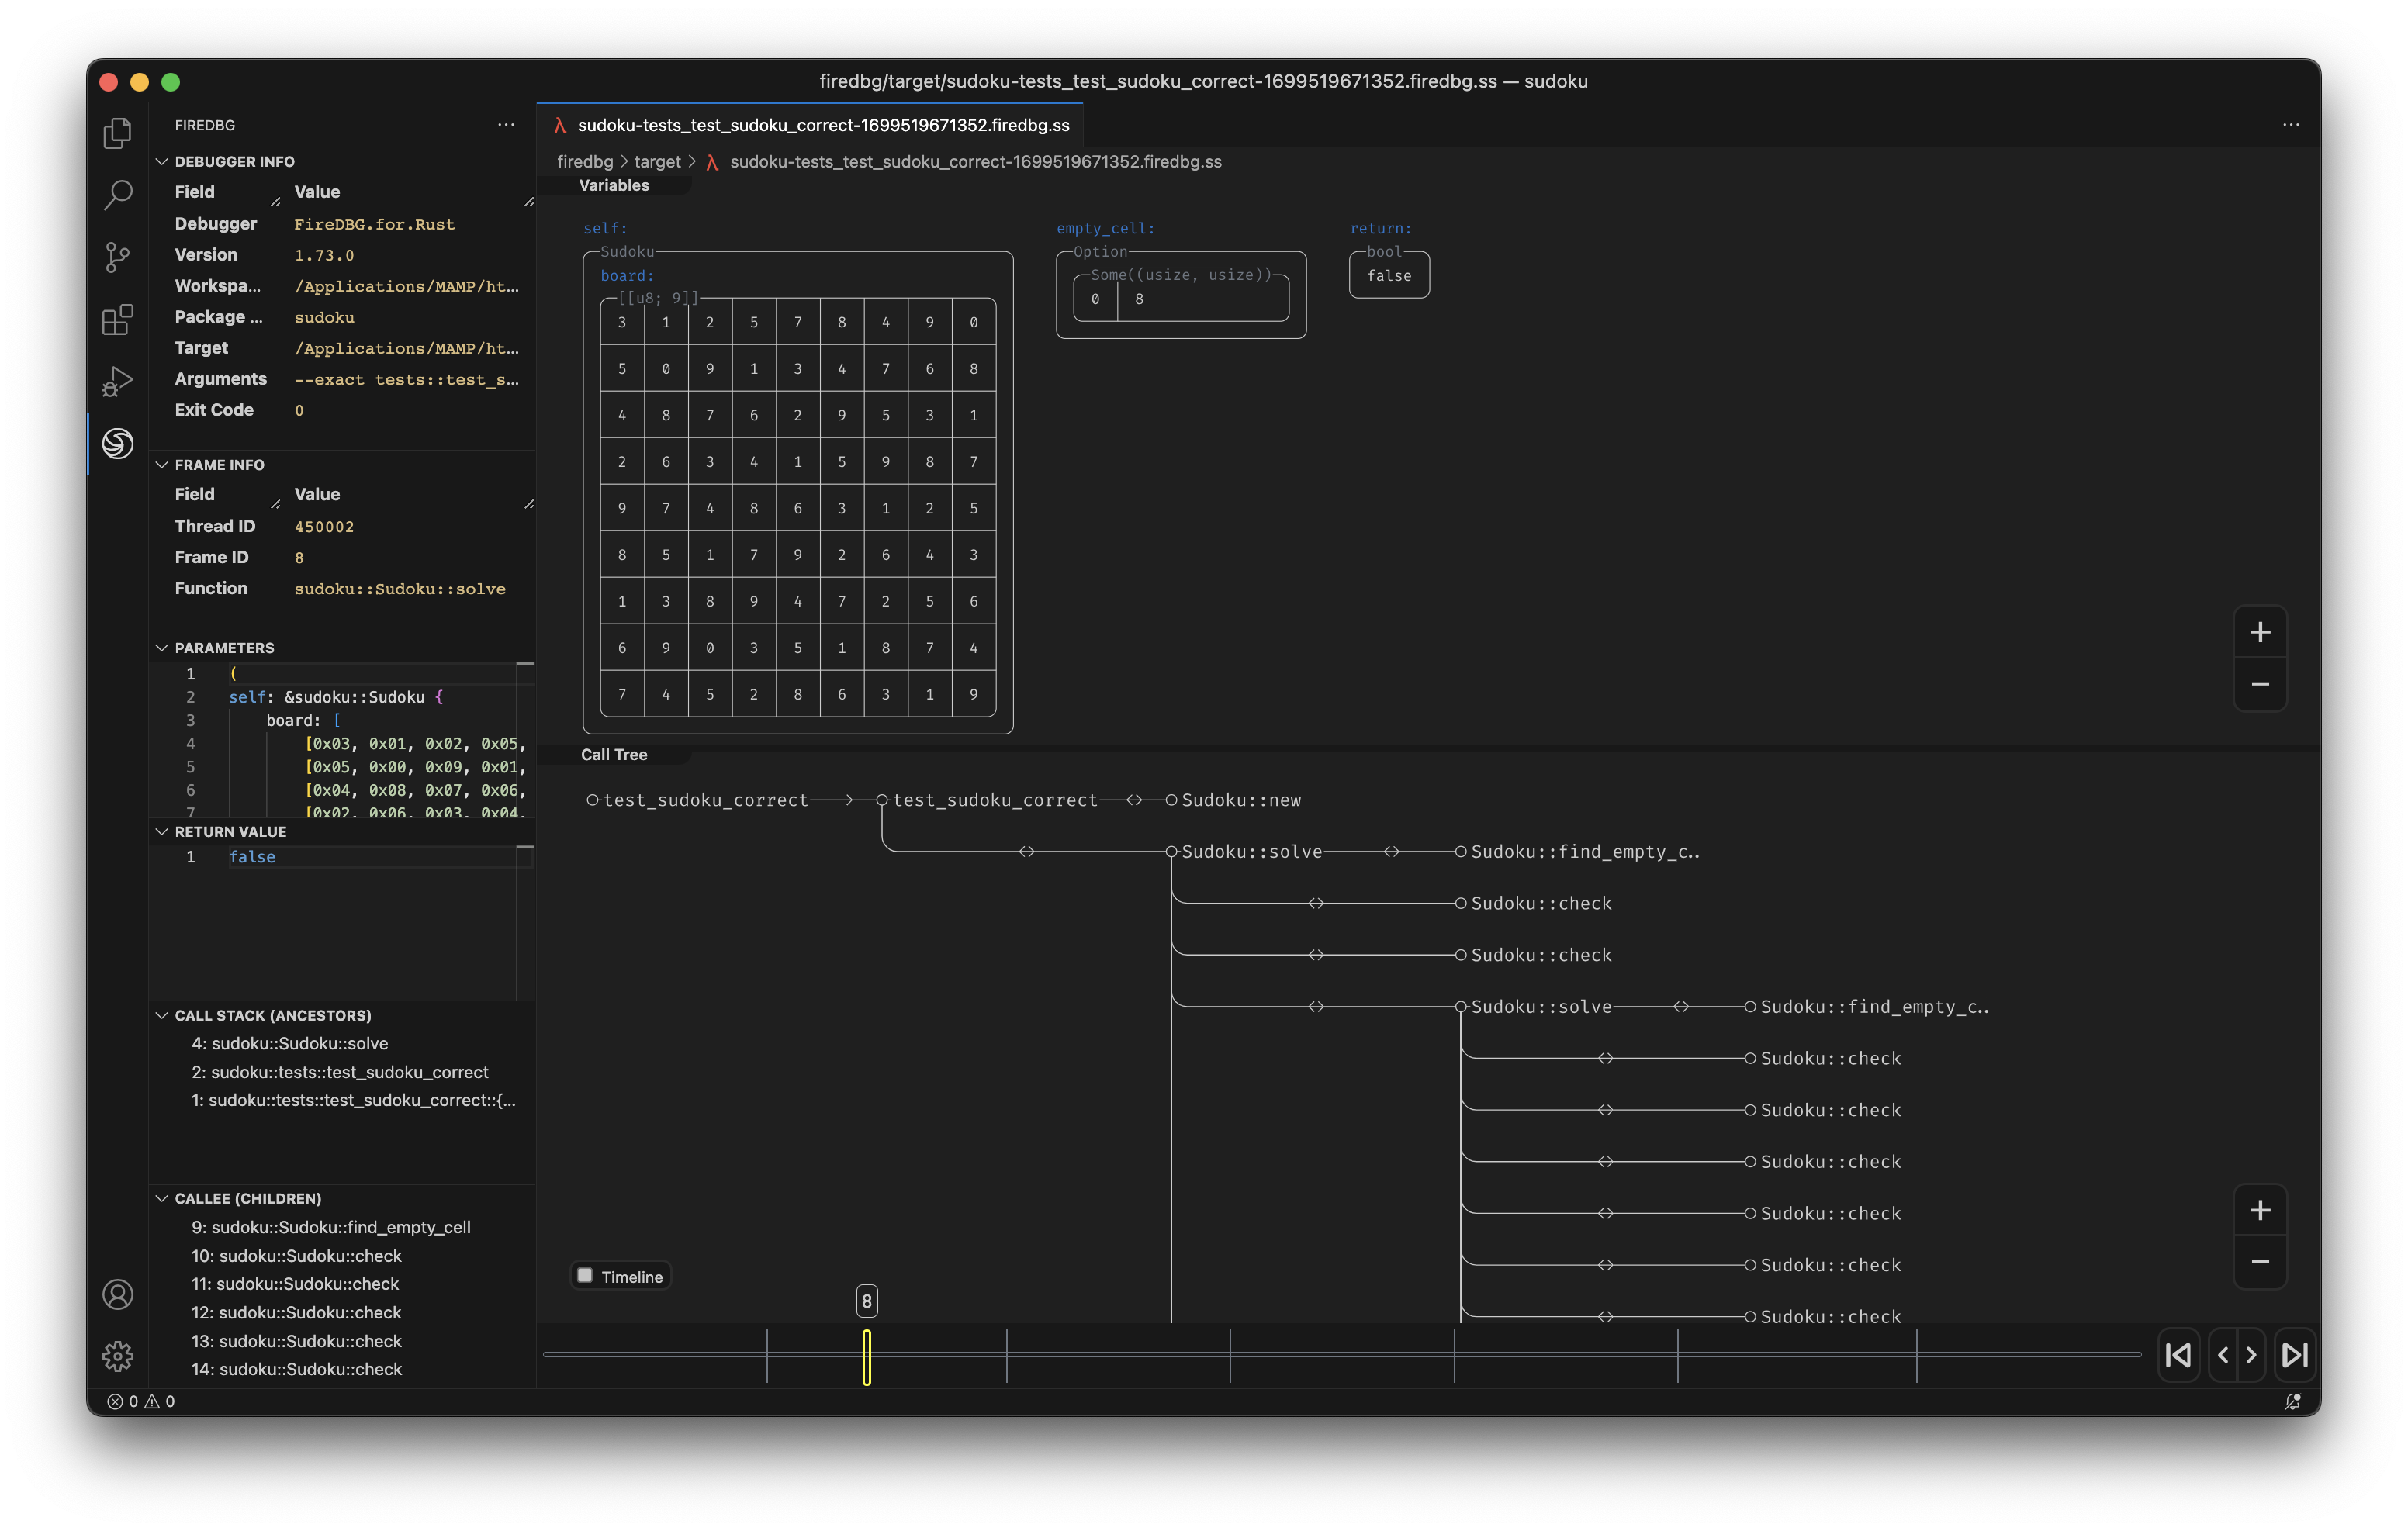 firedbg/target/sudoku-tests_test_sudoku_correct-1699519671352.firedbg.ss — sudoku
FIREDBG
DEBUGGER INFO
Field Value
Debugger FireDBG.for.Rust
Version 1.73.0
Workspa... /Applications/MAMP/ht...
Package ... sudoku
Target /Applications/MAMP/ht...
Arguments --exact tests::test_s...
Exit Code 0
FRAME INFO
Field Value
Thread ID 450002
Frame ID 8
Function sudoku::Sudoku::solve
PARAMETERS
1 (
2 self: &sudoku::Sudoku {
3 board: [
4 [0x03, 0x01, 0x02, 0x05,
5 [0x05, 0x00, 0x09, 0x01,
6 [0x04, 0x08, 0x07, 0x06,
7 [0x02, 0x06, 0x03, 0x04,
RETURN VALUE
1 false
CALL STACK (ANCESTORS)
4: sudoku::Sudoku::solve
2: sudoku::tests::test_sudoku_correct
1: sudoku::tests::test_sudoku_correct::{...
CALLEE (CHILDREN)
9: sudoku::Sudoku::find_empty_cell
10: sudoku::Sudoku::check
11: sudoku::Sudoku::check
12: sudoku::Sudoku::check
13: sudoku::Sudoku::check
14: sudoku::Sudoku::check
0 0
sudoku-tests_test_sudoku_correct-1699519671352.firedbg.ss
firedbg > target > sudoku-tests_test_sudoku_correct-1699519671352.firedbg.ss
Variables
self: empty_cell: return:
Sudoku Option bool
board: Some((usize, usize)) false
[[u8; 9]] 0 8
3 1 2 5 7 8 4 9 0
5 0 9 1 3 4 7 6 8
4 8 7 6 2 9 5 3 1
2 6 3 4 1 5 9 8 7
9 7 4 8 6 3 1 2 5
8 5 1 7 9 2 6 4 3
1 3 8 9 4 7 2 5 6
6 9 0 3 5 1 8 7 4
7 4 5 2 8 6 3 1 9
Call Tree
test_sudoku_correct test_sudoku_correct Sudoku::new
Sudoku::solve Sudoku::find_empty_c..
Sudoku::check
Sudoku::check
Sudoku::solve Sudoku::find_empty_c..
Sudoku::check
Sudoku::check
Sudoku::check
Sudoku::check
Sudoku::check
Sudoku::check
Timeline
8